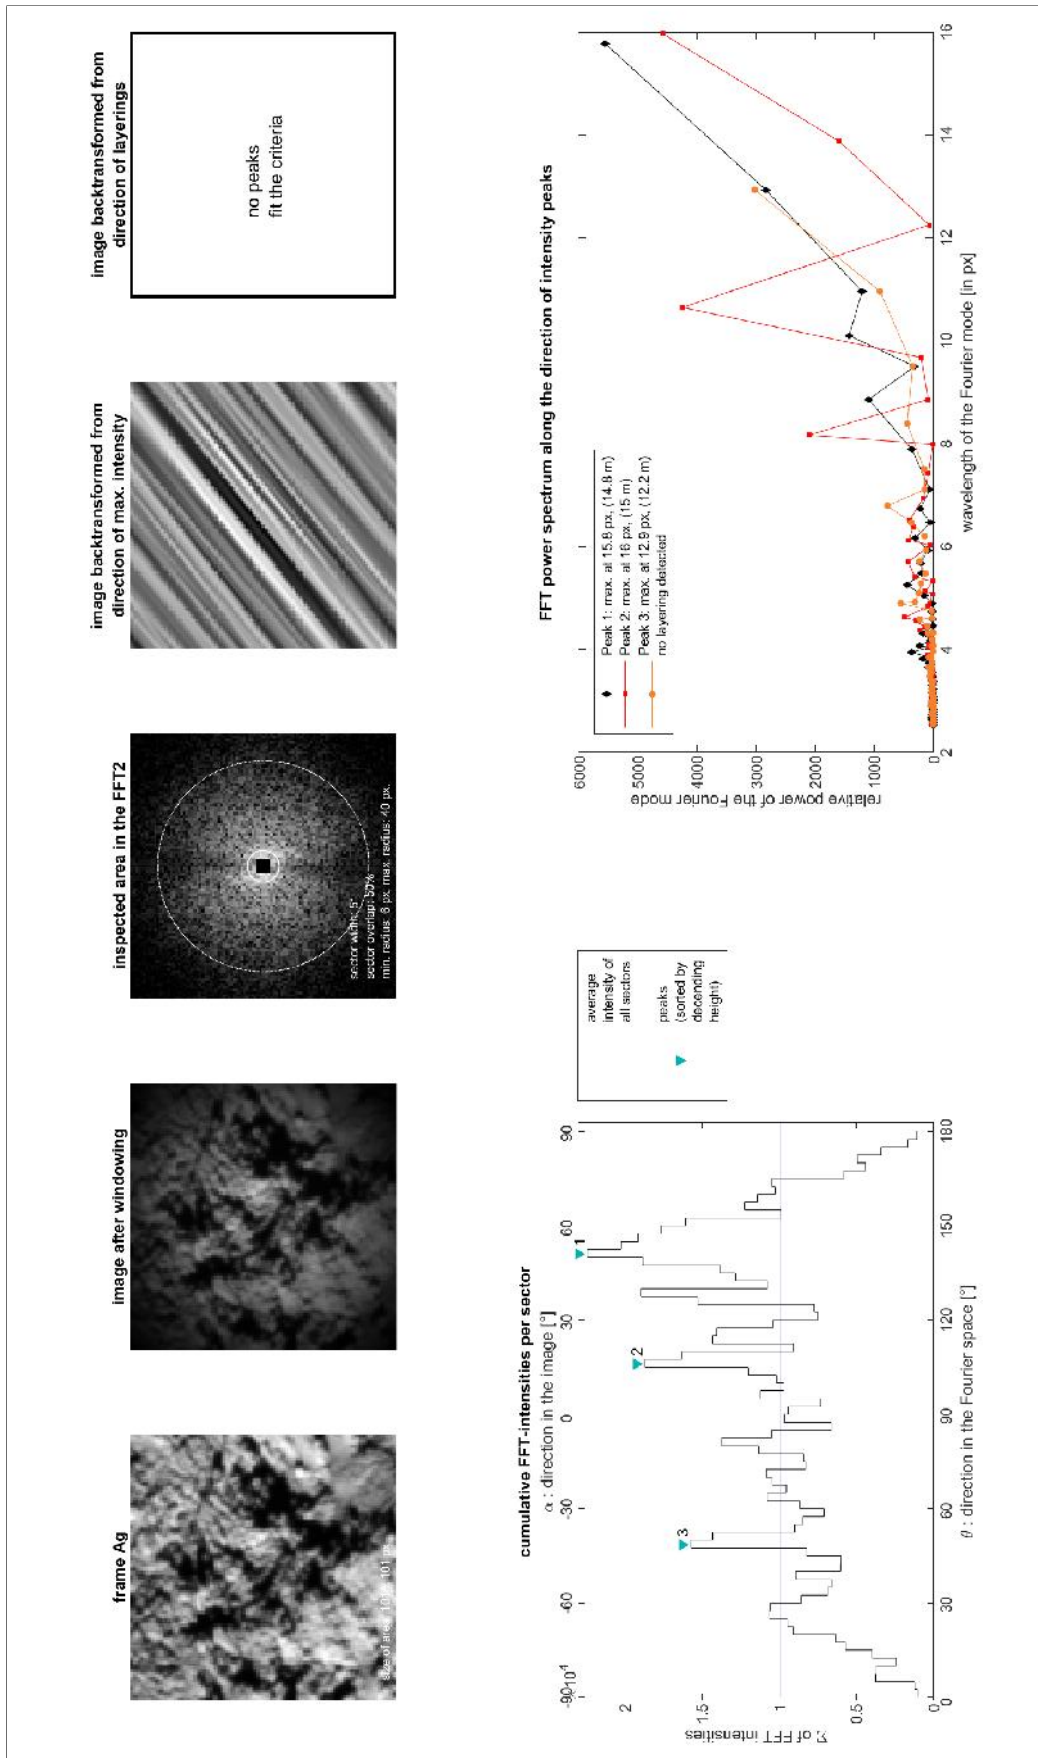 frame Ag
size of area: 101 x 101 px.
image after windowing
inspected area in the FFT2
sector width: 5°
sector overlap: 50%
min. radius: 6 px. max. radius: 40 px.
image backtransformed from
direction of max. intensity
image backtransformed from
direction of layerings
no peaks
fit the criteria
cumulative FFT-intensities per sector
α : direction in the image [°]
-90 -60 -30 0 30 60 90
10⁴
Σ of FFT intensities
2
1.5
1
0.5
0
1
2
3
0 30 60 90 120 150 180
θ : direction in the Fourier space [°]
average
intensity of
all sectors
peaks
(sorted by
decending
height)
FFT power spectrum along the direction of intensity peaks
Peak 1: max. at 15.8 px, (14.8 m)
Peak 2: max. at 16 px, (15 m)
Peak 3: max. at 12.9 px, (12.2 m)
no layering detected
relative power of the Fourier mode
6000
5000
4000
3000
2000
1000
0
2 4 6 8 10 12 14 16
wavelength of the Fourier mode [in px]